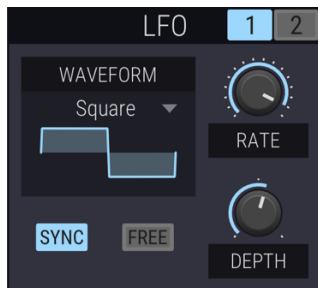 LFO 1 2
WAVEFORM
Square
RATE
SYNC FREE
DEPTH